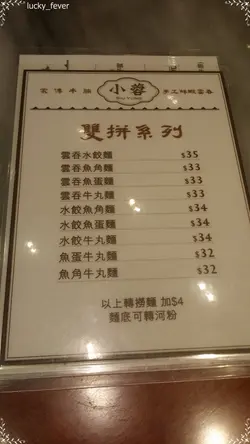 lucky_fever
小蓉
雙拼系列
雲吞水餃麵 $35
雲吞魚角麵 $33
雲吞魚蛋麵 $33
雲吞牛丸麵 $33
水餃魚角麵 $34
水餃魚蛋麵 $34
水餃牛丸麵 $34
魚蛋牛丸麵 $32
魚角牛丸麵 $32
以上轉撈麵 加$4
麵底可轉河粉